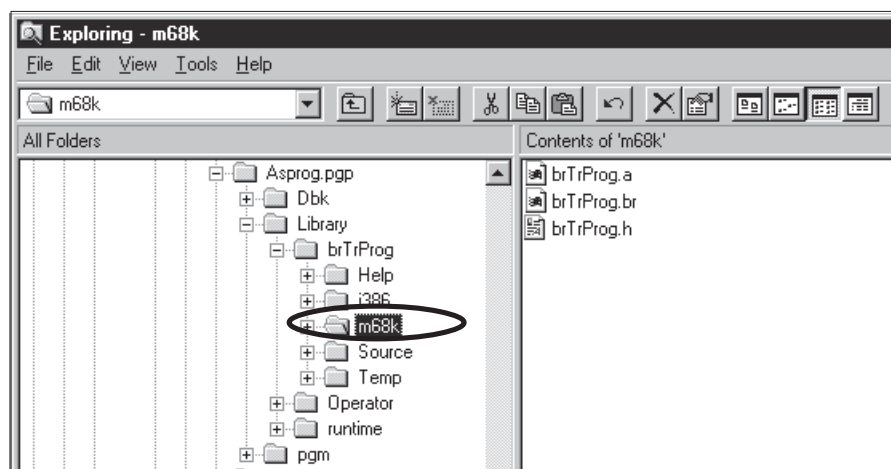 Exploring - m68k
File Edit View Tools Help
m68k
All Folders
Contents of 'm68k'
Asprog.pgp
Dbk
Library
brTrProg
Help
i386
m68k
Source
Temp
Operator
runtime
pgm
brTrProg.a
brTrProg.br
brTrProg.h